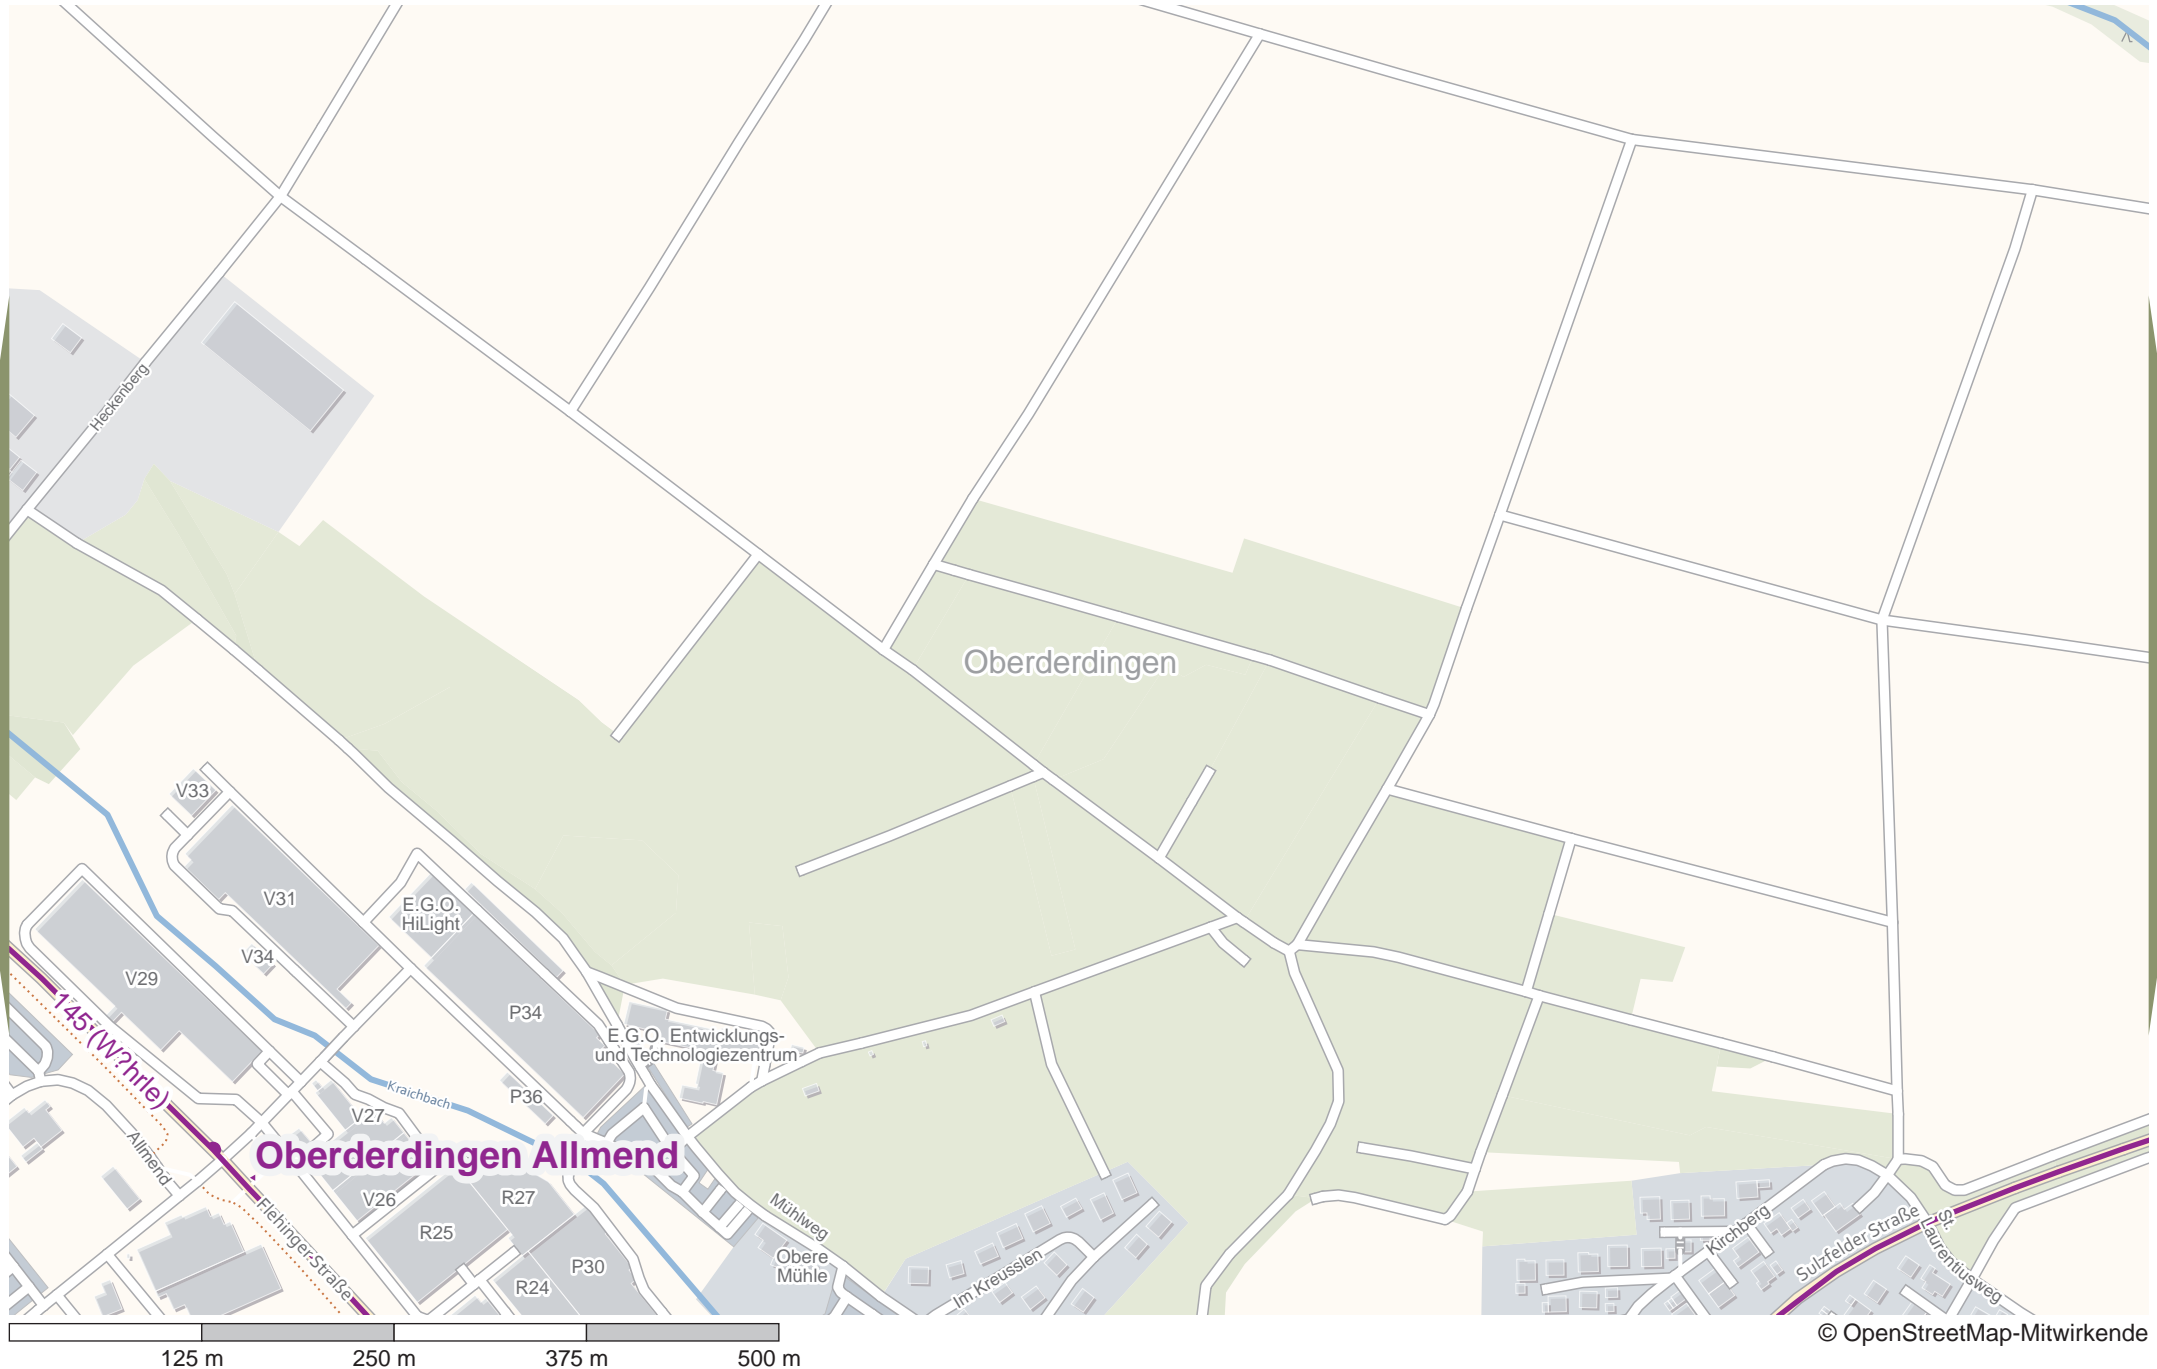 Heckenberg
Oberderdingen
V33
V31
E.G.O.
HiLight
V34
V29
P34
145 (W?hrle)
E.G.O. Entwicklungs-
und Technologiezentrum
Kraichbach
P36
V27
Allmend
Oberderdingen Allmend
V26
R27
R25
Flehinger-Straße
Mühlweg
Obere
Mühle
P30
R24
Im Kreusslen
Kirchberg
Sulzfelder Straße
St.
Laurentiusweg
125 m
250 m
375 m
500 m
© OpenStreetMap-Mitwirkende